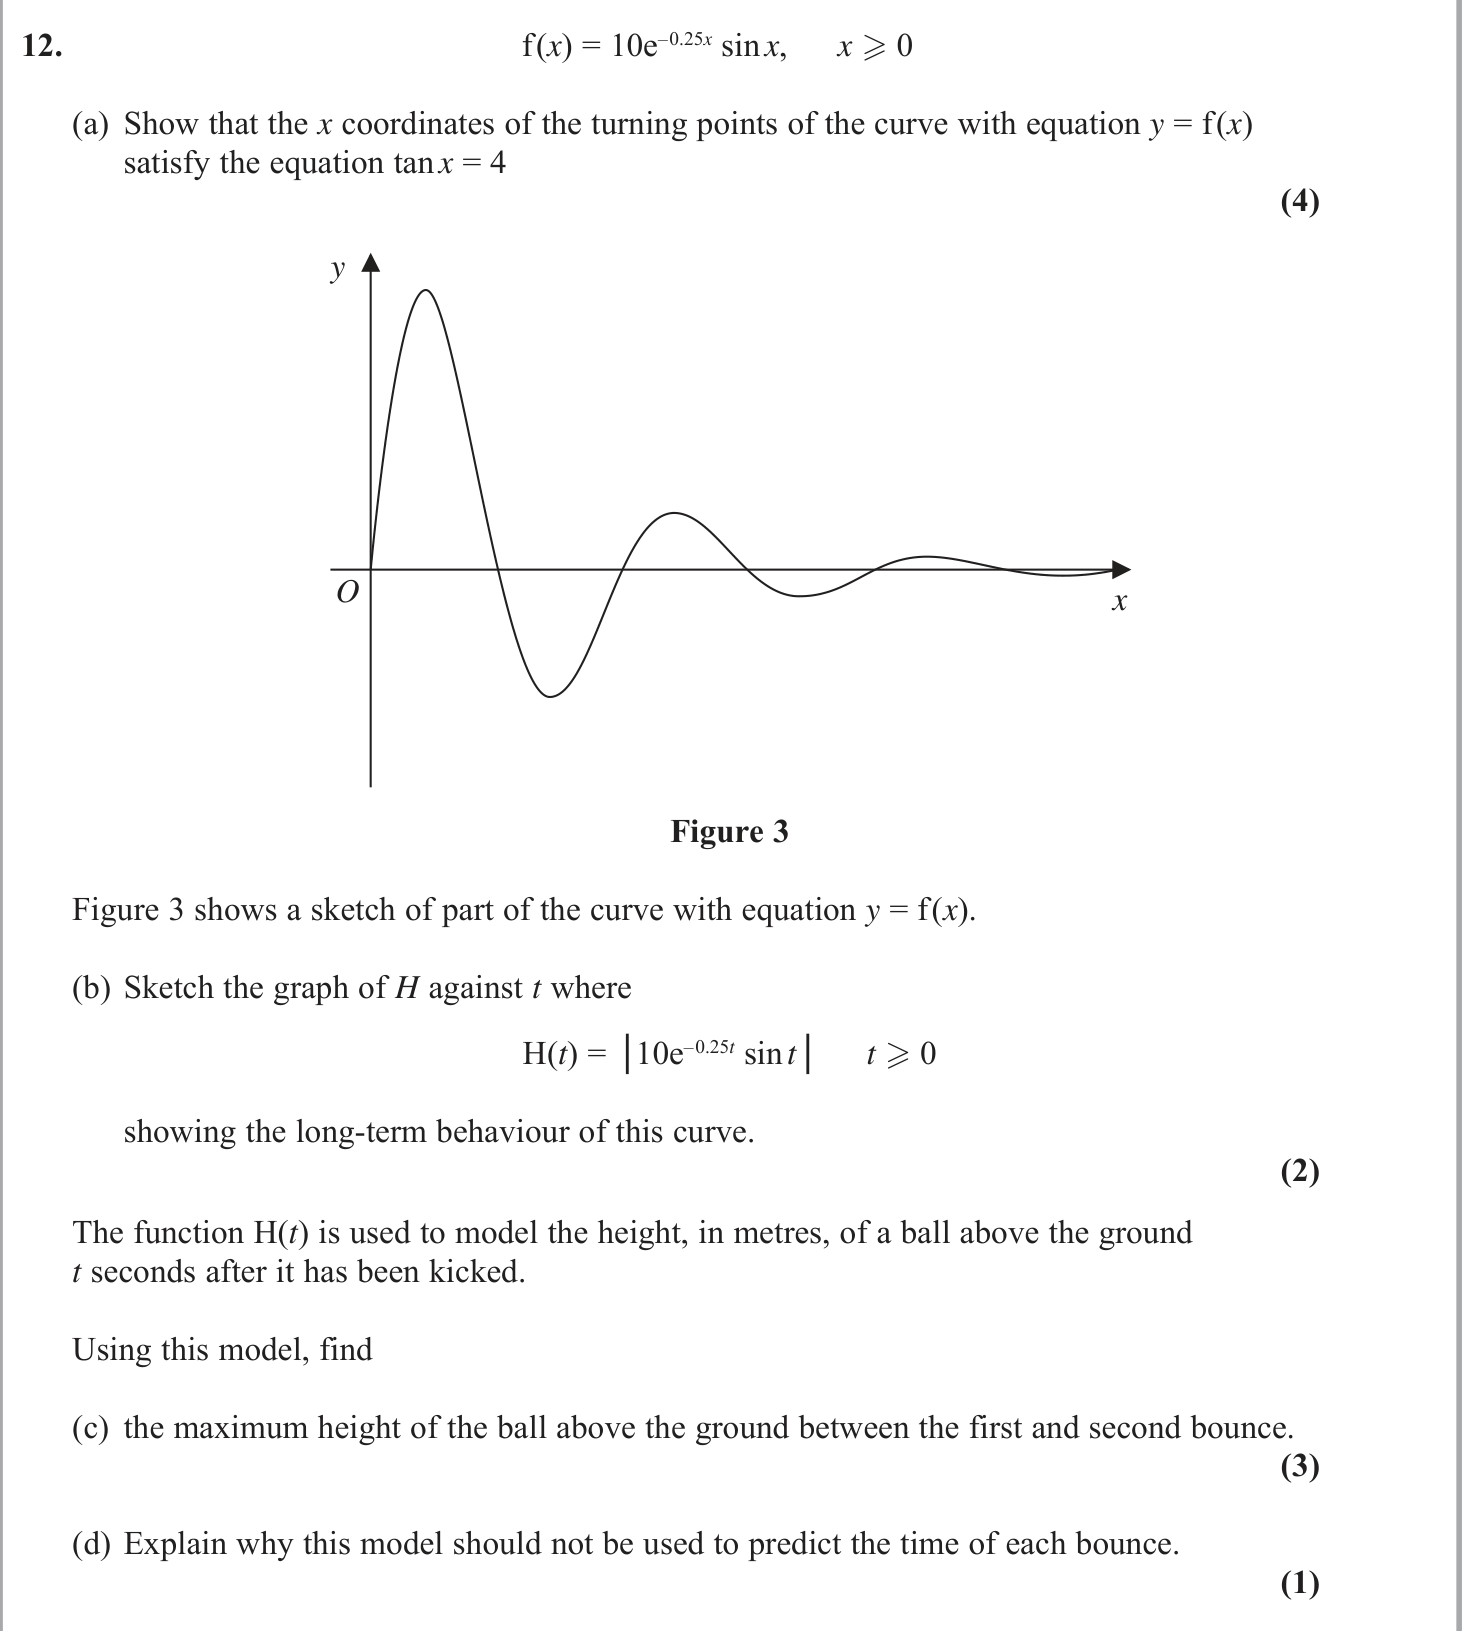 12. f(x) = 10e^{–0.25x} sin x, x ⩾ 0
(a) Show that the x coordinates of the turning points of the curve with equation y = f(x)
satisfy the equation tan x = 4
(4)
y
O
x
Figure 3
Figure 3 shows a sketch of part of the curve with equation y = f(x).
(b) Sketch the graph of H against t where
H(t) = |10e^{–0.25t} sin t| t ⩾ 0
showing the long-term behaviour of this curve.
(2)
The function H(t) is used to model the height, in metres, of a ball above the ground
t seconds after it has been kicked.
Using this model, find
(c) the maximum height of the ball above the ground between the first and second bounce.
(3)
(d) Explain why this model should not be used to predict the time of each bounce.
(1)